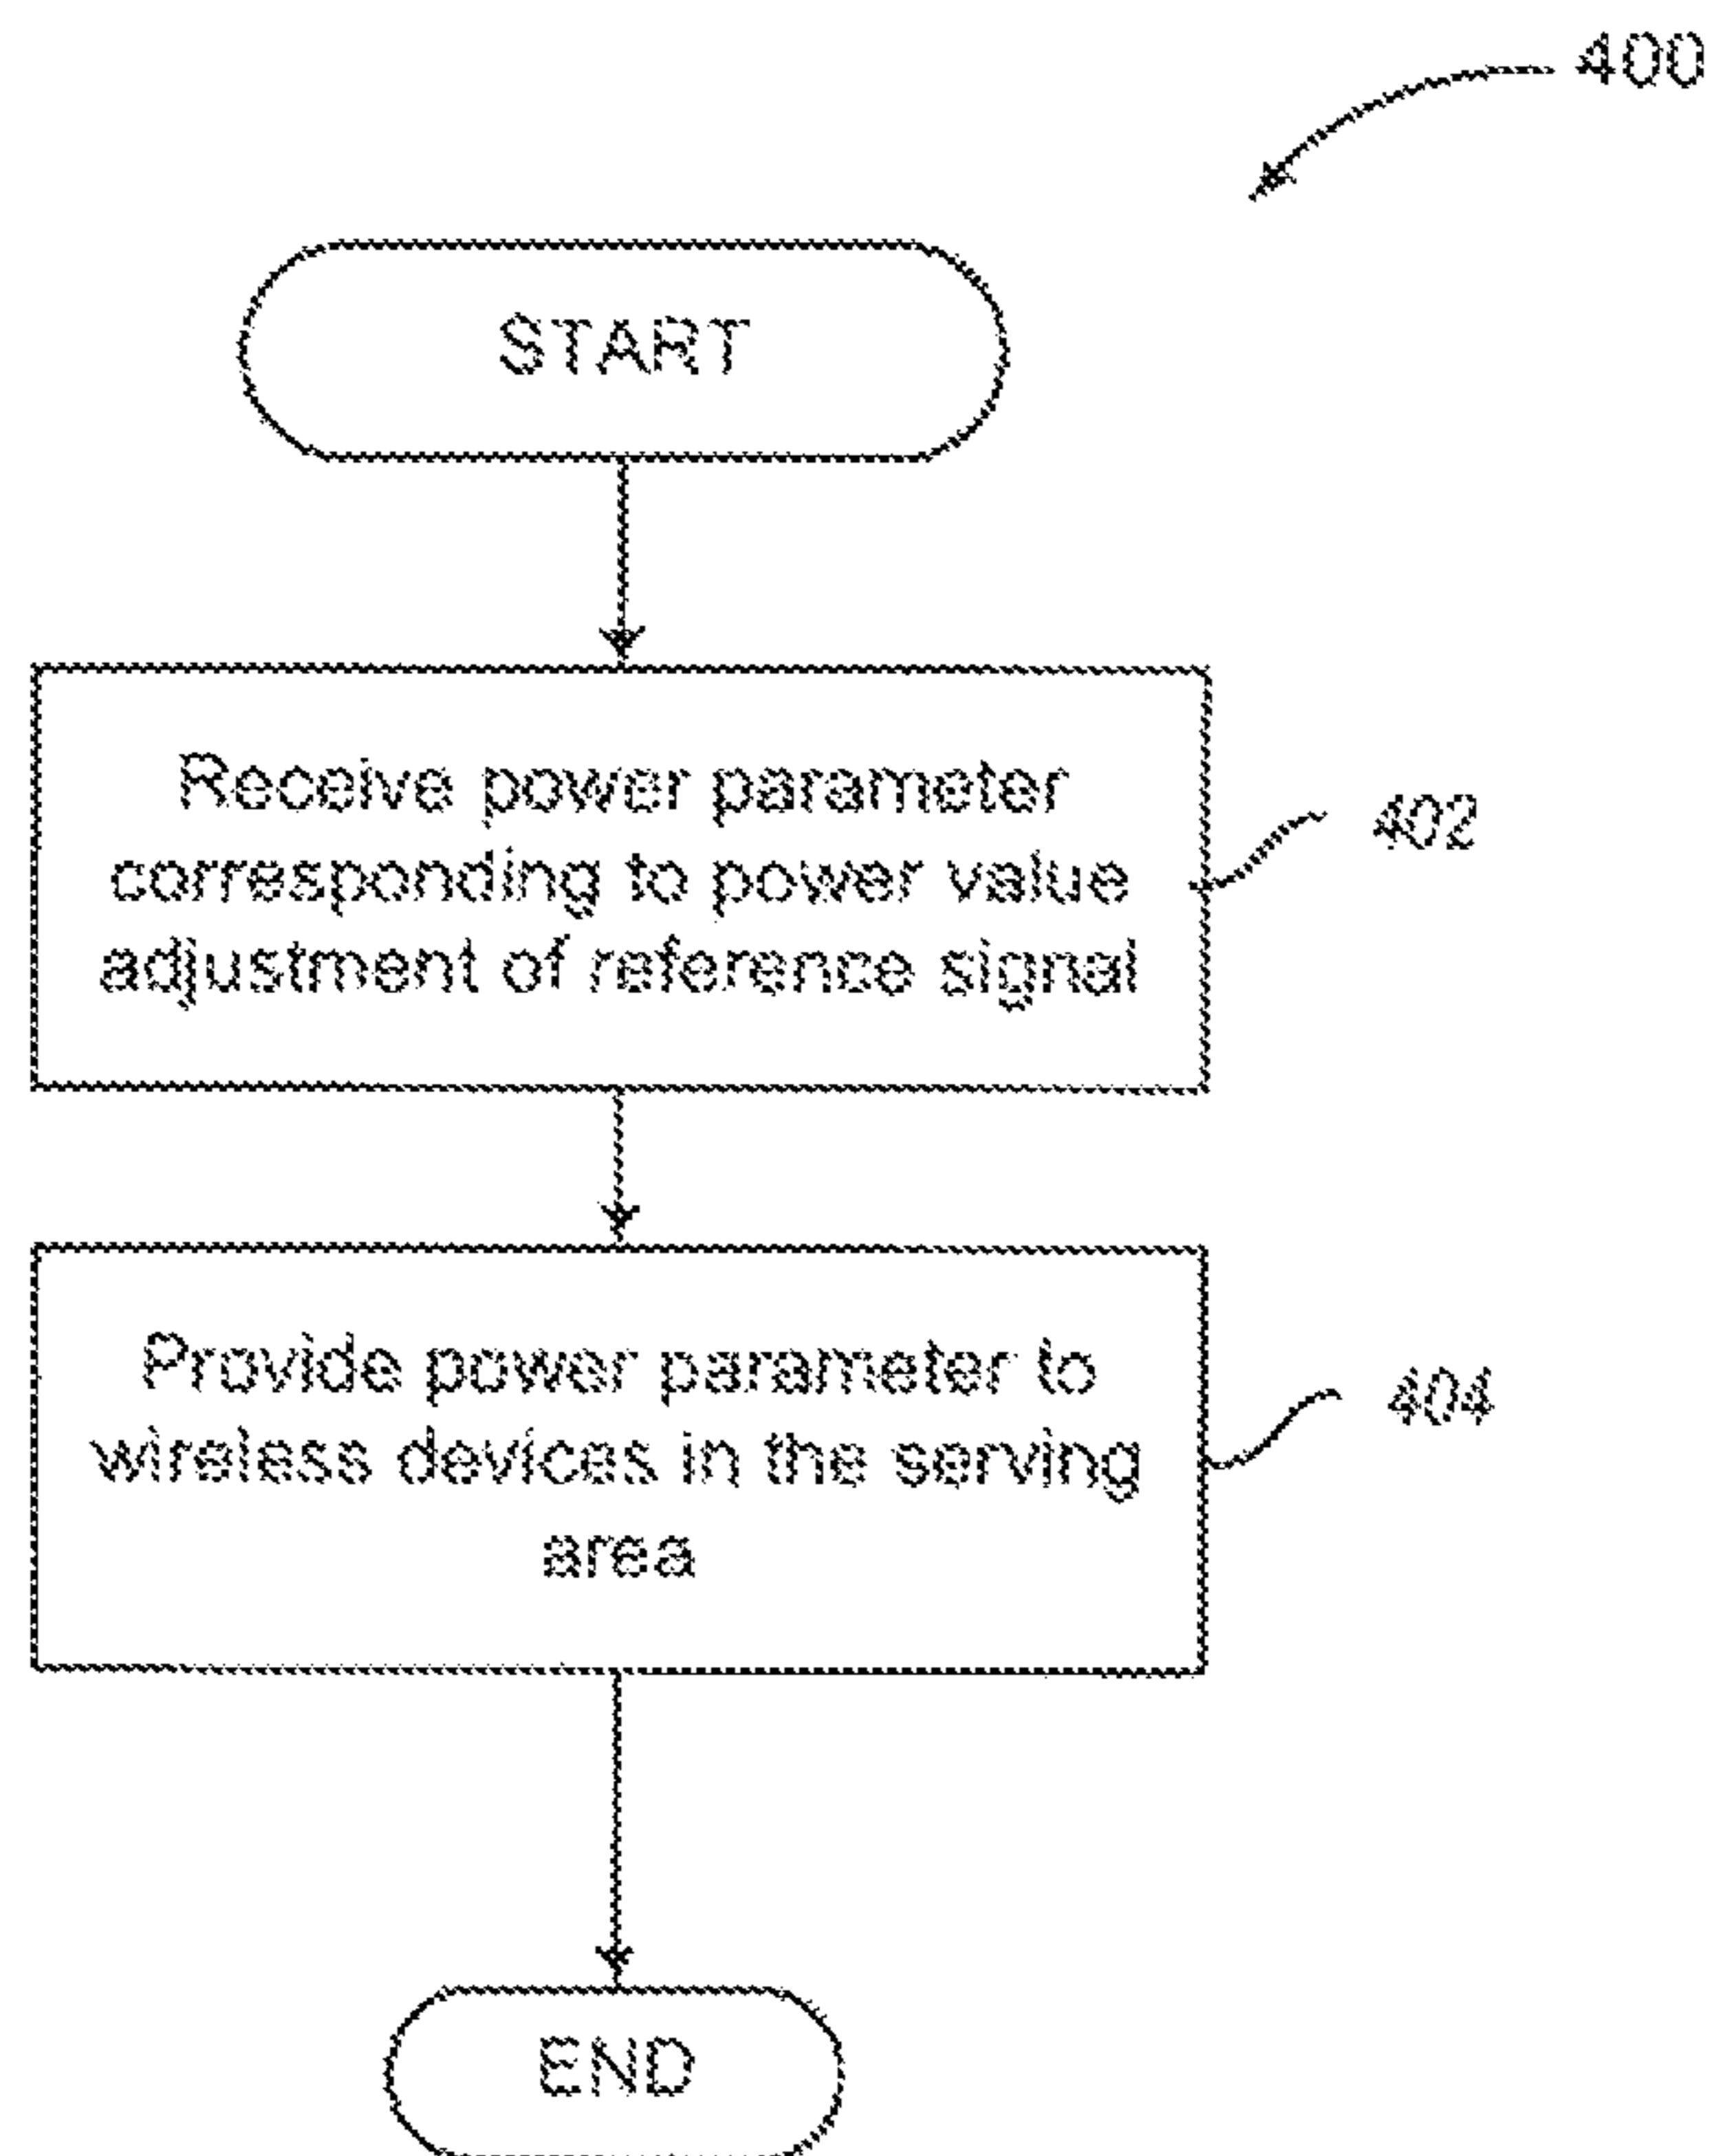 400
START
Receive power parameter
corresponding to power value
adjustment of reference signal
402
Provide power parameter to
wireless devices in the serving
area
404
END